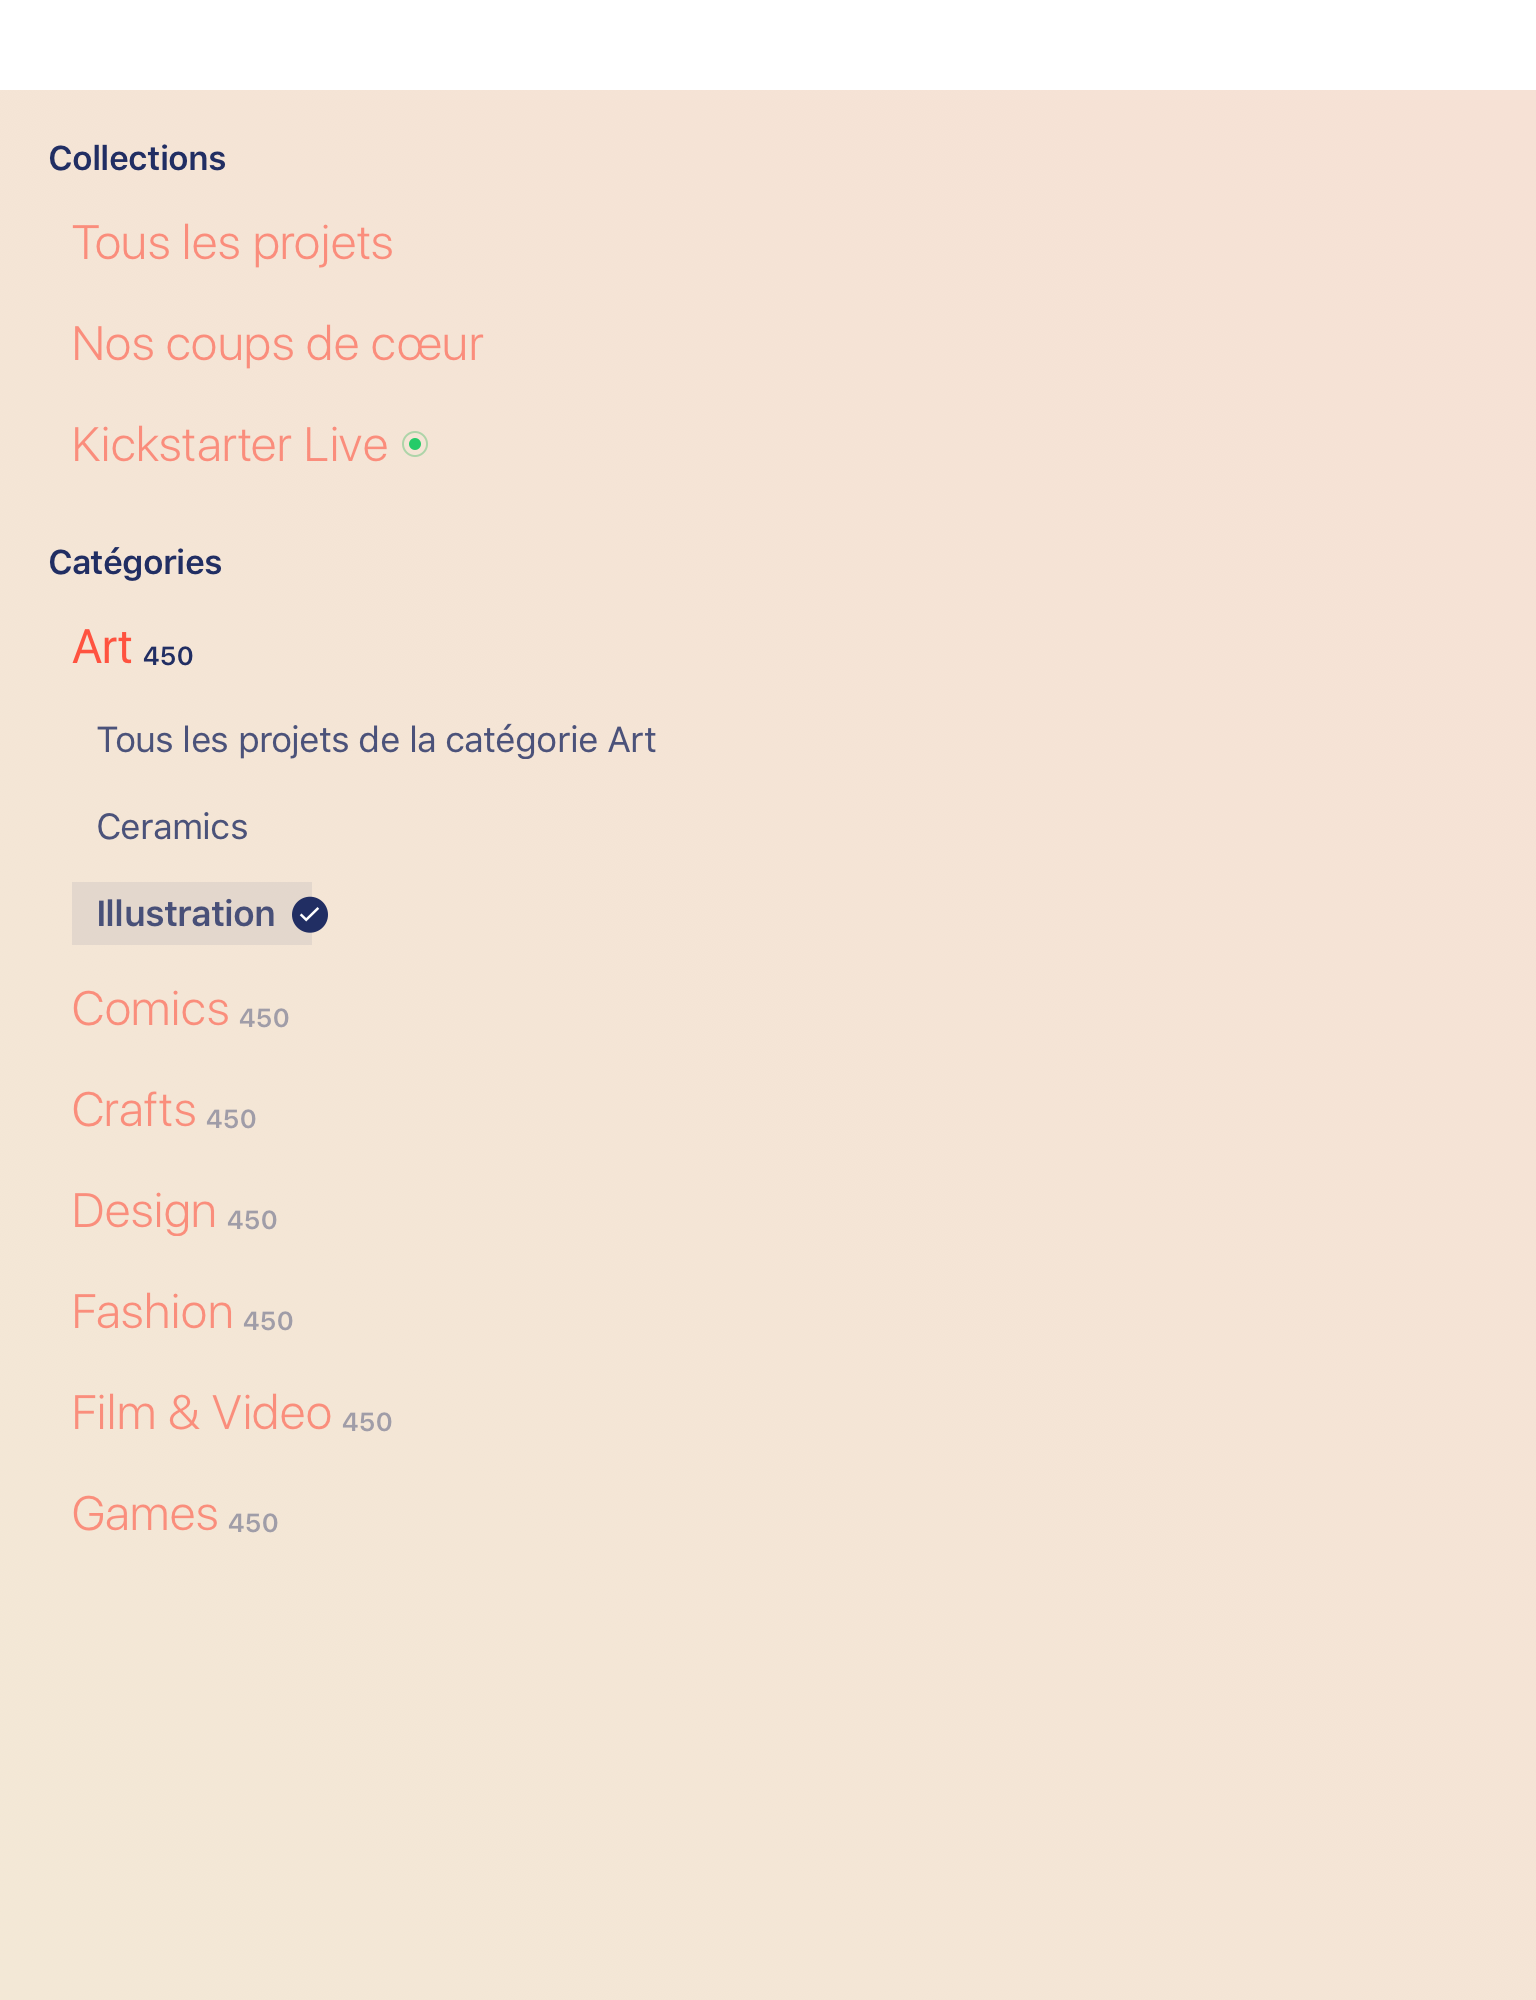 Collections
Tous les projets
Nos coups de cœur
Kickstarter Live
Catégories
Art 450
Tous les projets de la catégorie Art
Ceramics
Illustration
Comics 450
Crafts 450
Design 450
Fashion 450
Film & Video 450
Games 450